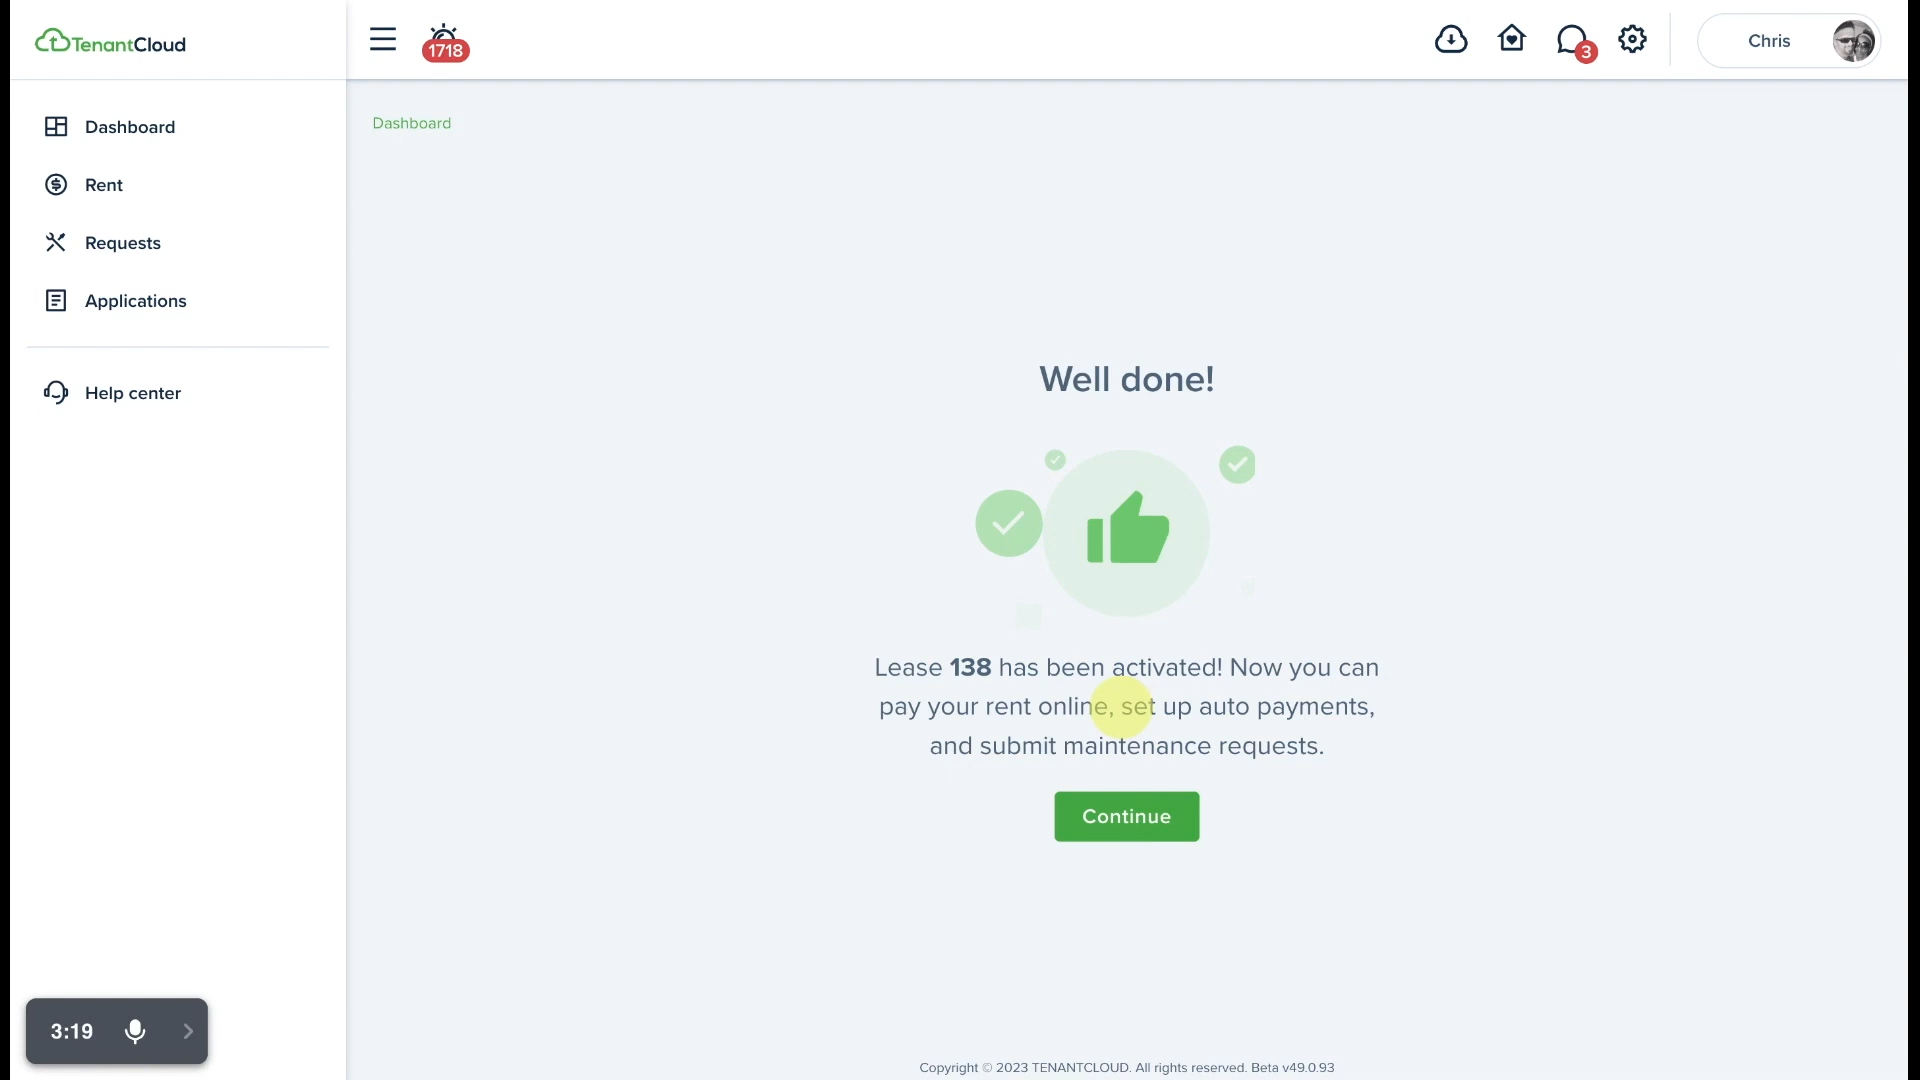 TenantCloud
1718
3
Chris
Dashboard
Rent
Requests
Applications
Help center
Dashboard
Well done!
Lease 138 has been activated! Now you can
pay your rent online, set up auto payments,
and submit maintenance requests.
Continue
3:19
Copyright © 2023 TENANTCLOUD. All rights reserved. Beta v49.0.93